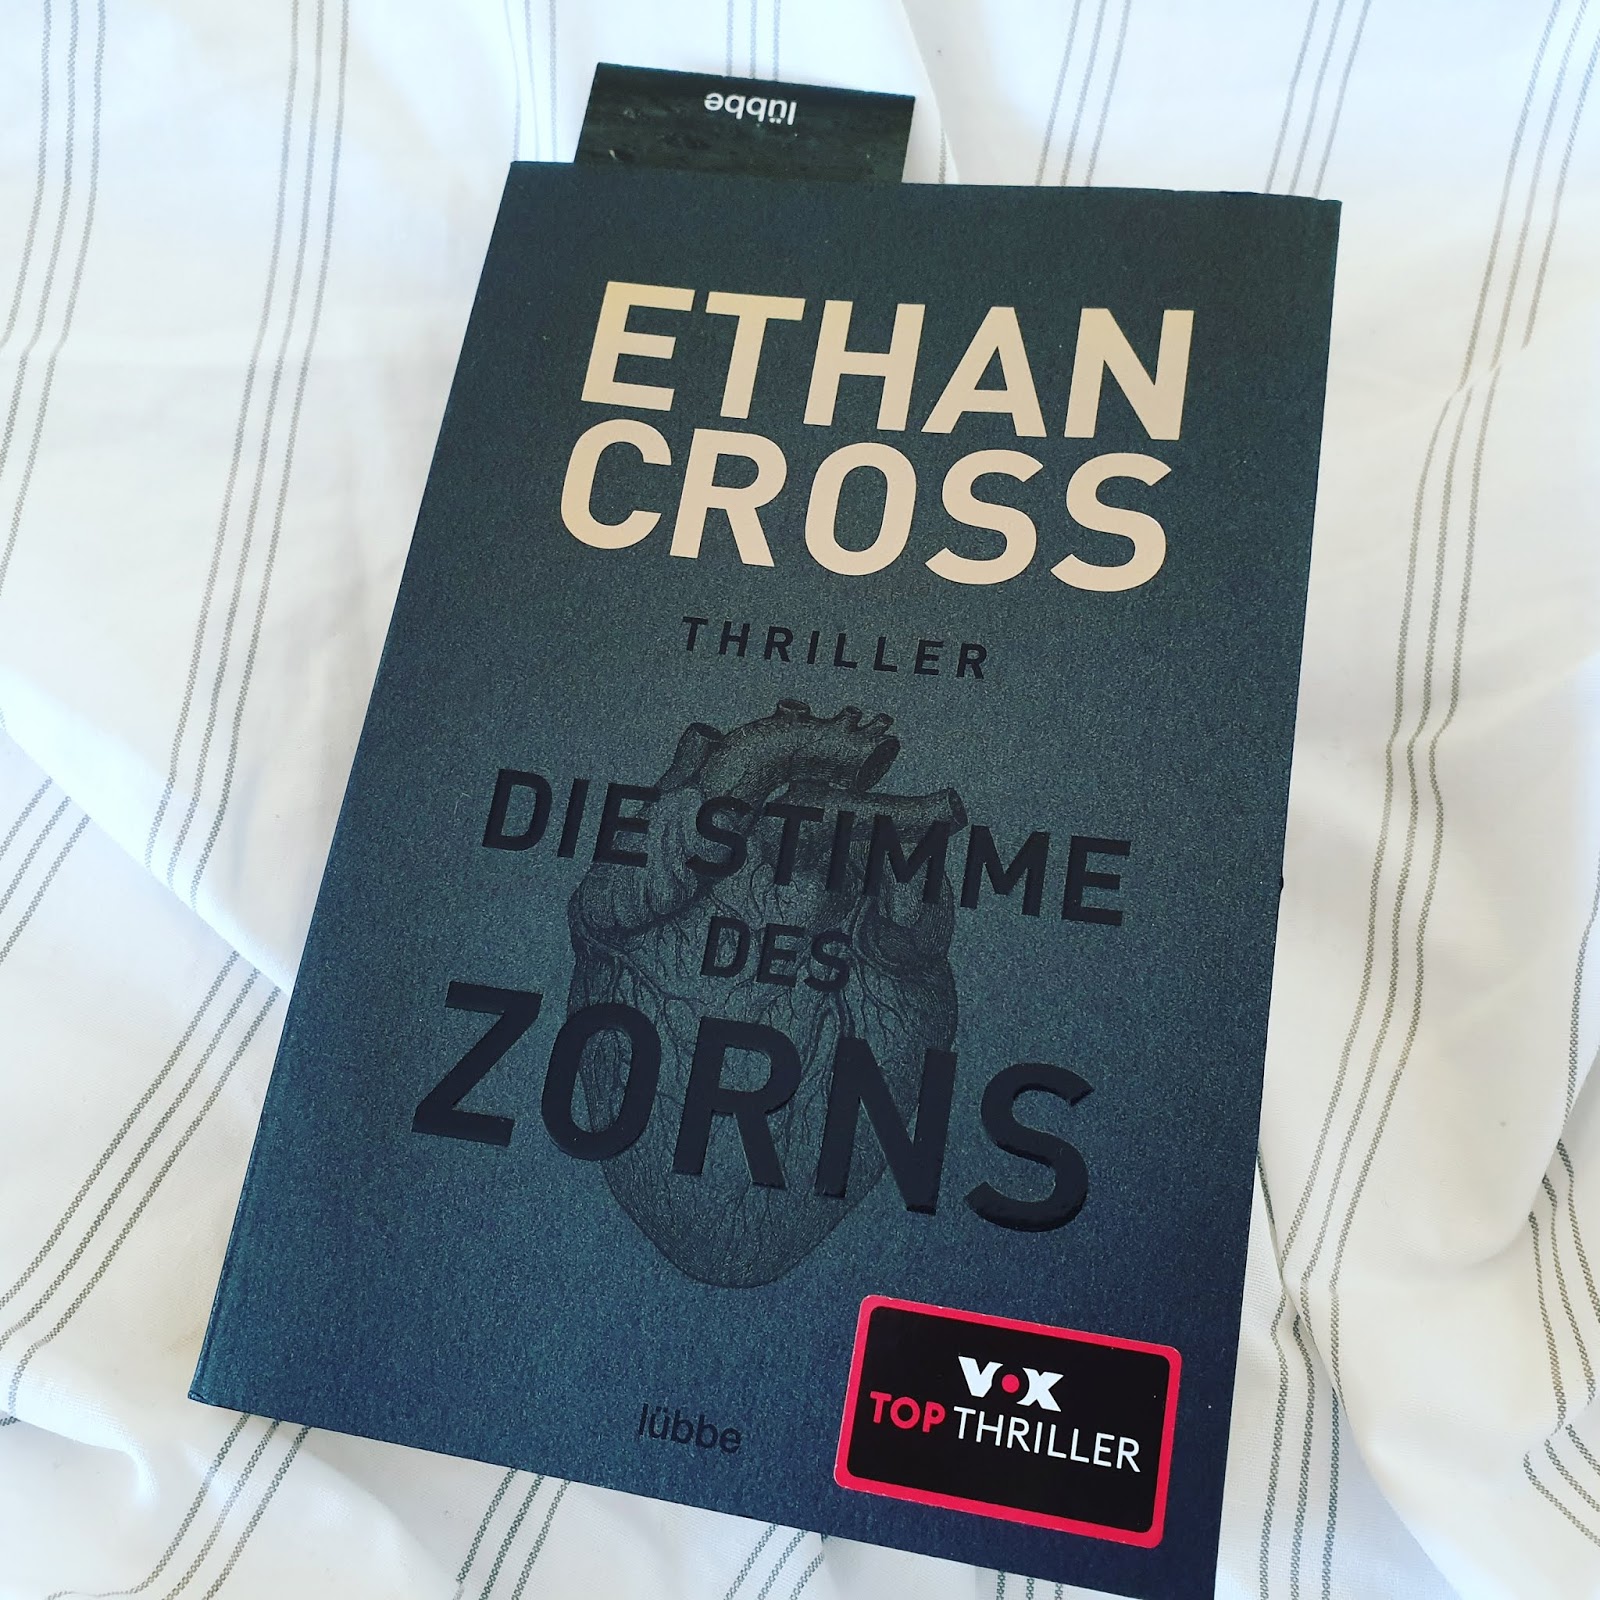 lübbe
ETHAN
CROSS
THRILLER
DIE STIMME
DES
ZORNS
lübbe
VOX
TOP THRILLER